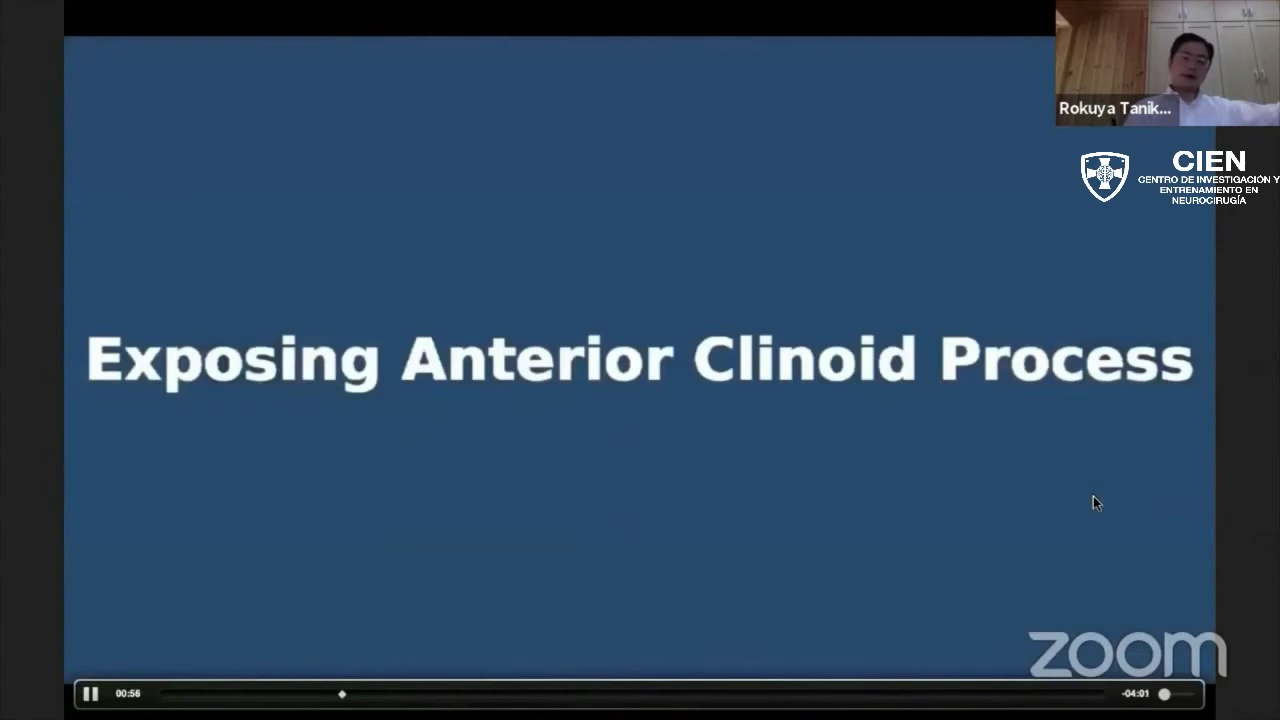 Rokuya Tanik...
CIEN
CENTRO DE INVESTIGACIÓN Y
ENTRENAMIENTO EN
NEUROCIRUGÍA
Exposing Anterior Clinoid Process
zoom
00:56
-04:01